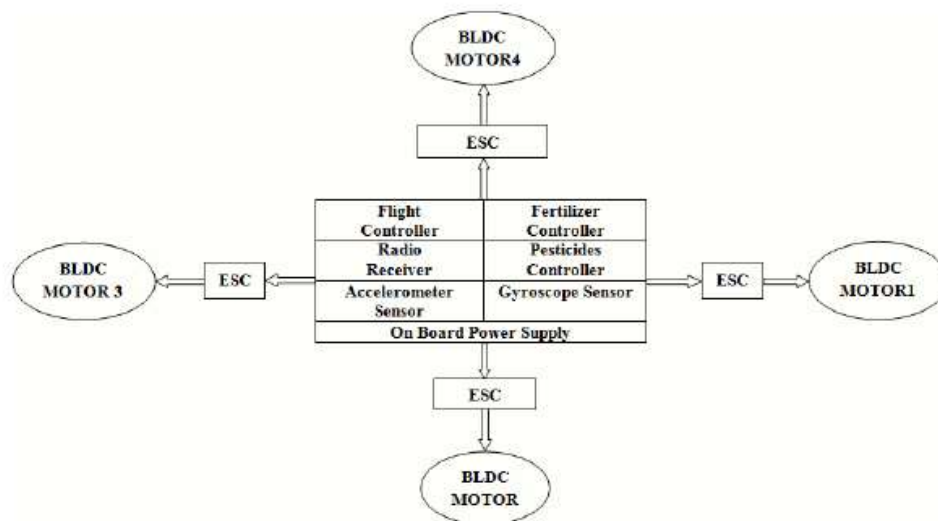 BLDC
MOTOR4
ESC
Flight
Controller
Fertilizer
Controller
Radio
Receiver
Pesticides
Controller
BLDC
MOTOR 3
ESC
Accelerometer
Sensor
Gyroscope Sensor
ESC
BLDC
MOTOR1
On Board Power Supply
ESC
BLDC
MOTOR